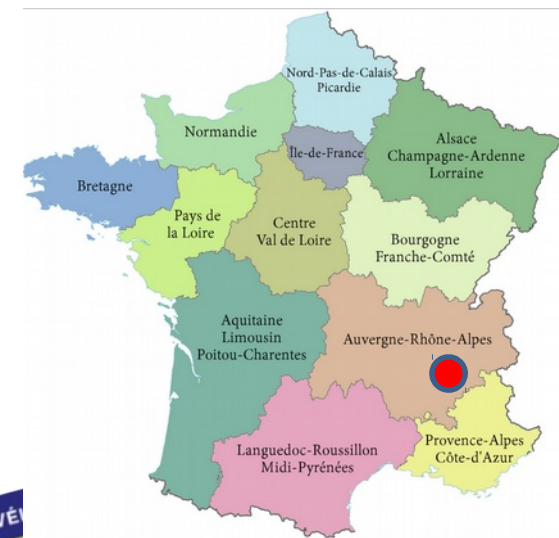 Nord-Pas-de-Calais
Picardie
Normandie
Île-de-France
Alsace
Champagne-Ardenne
Lorraine
Bretagne
Pays de
la Loire
Centre
Val de Loire
Bourgogne
Franche-Comté
Aquitaine
Limousin
Poitou-Charentes
Auvergne-Rhône-Alpes
Languedoc-Roussillon
Midi-Pyrénées
Provence-Alpes
Côte-d'Azur